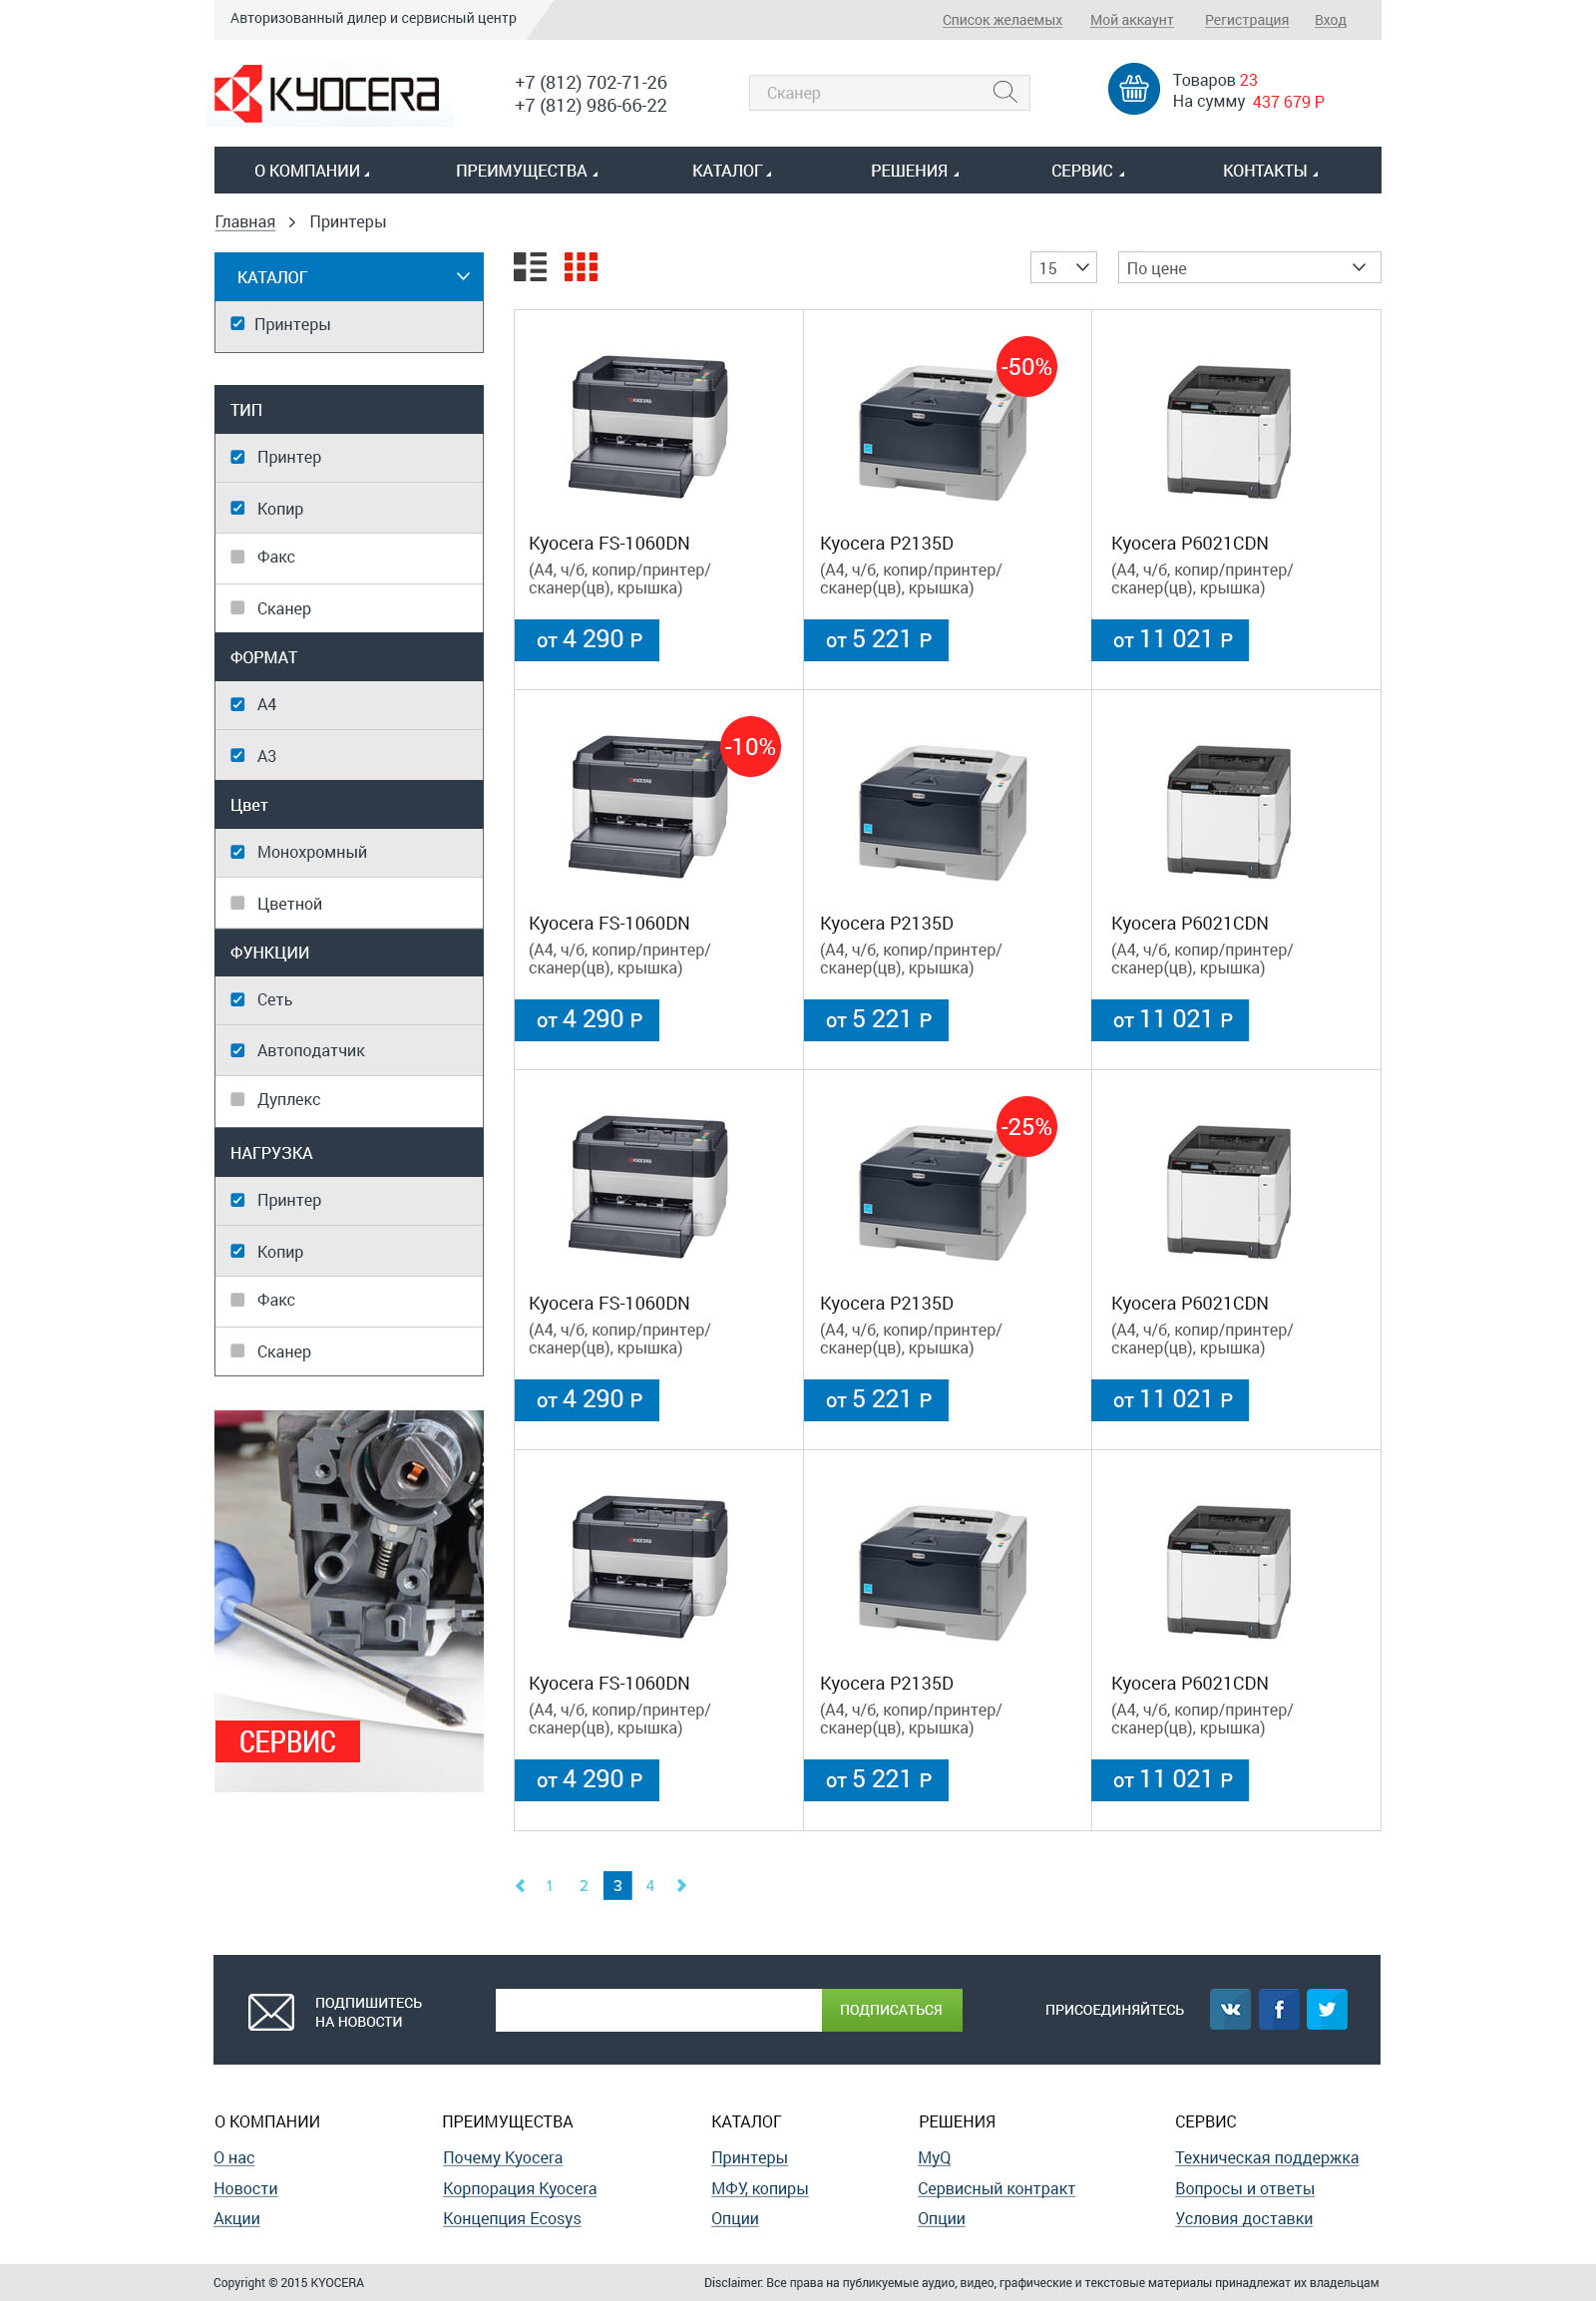 Авторизованный дилер и сервисный центр
Список желаемых Мой аккаунт Регистрация Вход
KYOCERA
+7 (812) 702-71-26
+7 (812) 986-66-22
Сканер
Товаров 23
На сумму 437 679 Р
О КОМПАНИИ ПРЕИМУЩЕСТВА КАТАЛОГ РЕШЕНИЯ СЕРВИС КОНТАКТЫ
Главная > Принтеры
КАТАЛОГ
Принтеры
ТИП
Принтер
Копир
Факс
Сканер
ФОРМАТ
А4
А3
Цвет
Монохромный
Цветной
ФУНКЦИИ
Сеть
Автоподатчик
Дуплекс
НАГРУЗКА
Принтер
Копир
Факс
Сканер
СЕРВИС
15 По цене
-50%
Kyocera FS-1060DN
(А4, ч/б, копир/принтер/
сканер(цв), крышка)
от 4 290 Р
Kyocera P2135D
(А4, ч/б, копир/принтер/
сканер(цв), крышка)
от 5 221 Р
Kyocera P6021CDN
(А4, ч/б, копир/принтер/
сканер(цв), крышка)
от 11 021 Р
-10%
Kyocera FS-1060DN
(А4, ч/б, копир/принтер/
сканер(цв), крышка)
от 4 290 Р
Kyocera P2135D
(А4, ч/б, копир/принтер/
сканер(цв), крышка)
от 5 221 Р
Kyocera P6021CDN
(А4, ч/б, копир/принтер/
сканер(цв), крышка)
от 11 021 Р
-25%
Kyocera FS-1060DN
(А4, ч/б, копир/принтер/
сканер(цв), крышка)
от 4 290 Р
Kyocera P2135D
(А4, ч/б, копир/принтер/
сканер(цв), крышка)
от 5 221 Р
Kyocera P6021CDN
(А4, ч/б, копир/принтер/
сканер(цв), крышка)
от 11 021 Р
Kyocera FS-1060DN
(А4, ч/б, копир/принтер/
сканер(цв), крышка)
от 4 290 Р
Kyocera P2135D
(А4, ч/б, копир/принтер/
сканер(цв), крышка)
от 5 221 Р
Kyocera P6021CDN
(А4, ч/б, копир/принтер/
сканер(цв), крышка)
от 11 021 Р
1 2 3 4
ПОДПИШИТЕСЬ
НА НОВОСТИ
ПОДПИСАТЬСЯ
ПРИСОЕДИНЯЙТЕСЬ
О КОМПАНИИ
О нас
Новости
Акции
ПРЕИМУЩЕСТВА
Почему Kyocera
Корпорация Kyocera
Концепция Ecosys
КАТАЛОГ
Принтеры
МФУ, копиры
Опции
РЕШЕНИЯ
MyQ
Сервисный контракт
Опции
СЕРВИС
Техническая поддержка
Вопросы и ответы
Условия доставки
Copyright © 2015 KYOCERA
Disclaimer: Все права на публикуемые аудио, видео, графические и текстовые материалы принадлежат их владельцам